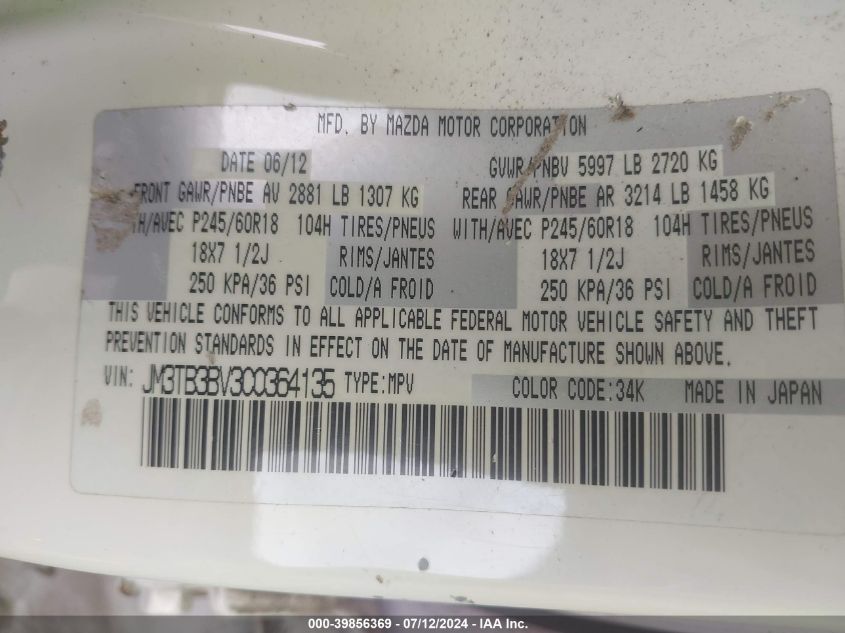 MFD. BY MAZDA MOTOR CORPORATION
DATE 06/12 GVWR/PNBV 5997 LB 2720 KG
FRONT GAWR/PNBE AV 2881 LB 1307 KG REAR GAWR/PNBE AR 3214 LB 1458 KG
WITH/AVEC P245/60R18 104H TIRES/PNEUS WITH/AVEC P245/60R18 104H TIRES/PNEUS
18X7 1/2J RIMS/JANTES 18X7 1/2J RIMS/JANTES
250 KPA/36 PSI COLD/A FROID 250 KPA/36 PSI COLD/A FROID
THIS VEHICLE CONFORMS TO ALL APPLICABLE FEDERAL MOTOR VEHICLE SAFETY AND THEFT
PREVENTION STANDARDS IN EFFECT ON THE DATE OF MANUFACTURE SHOWN ABOVE.
VIN: JM3TB3BV3C0364135 TYPE:MPV COLOR CODE:34K MADE IN JAPAN
000-39856369 - 07/12/2024 - IAA Inc.